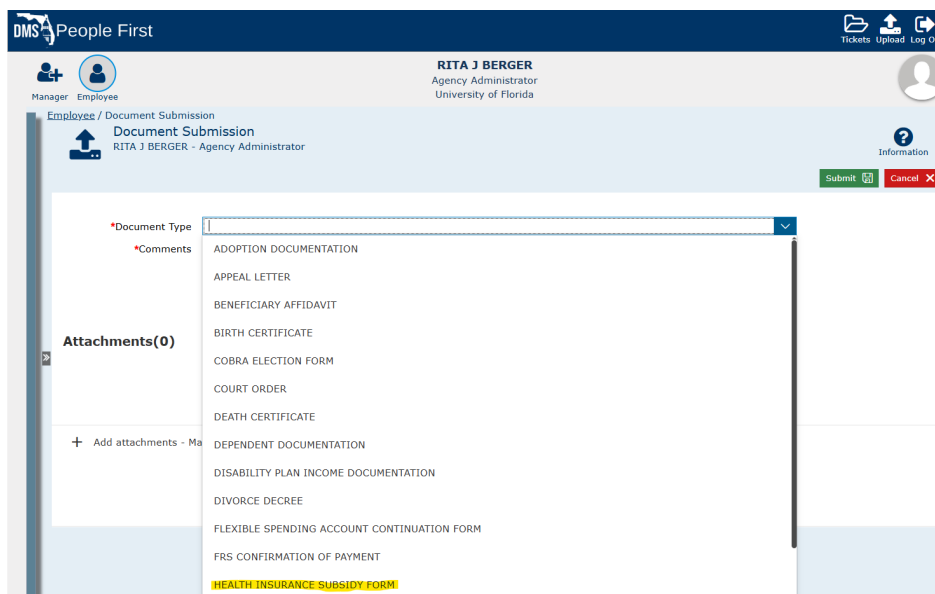 DMS People First
Tickets Upload Log O
Manager Employee
RITA J BERGER
Agency Administrator
University of Florida
Employee / Document Submission
Document Submission
RITA J BERGER - Agency Administrator
Information
Submit Cancel
*Document Type
*Comments
ADOPTION DOCUMENTATION
APPEAL LETTER
BENEFICIARY AFFIDAVIT
BIRTH CERTIFICATE
Attachments(0)
COBRA ELECTION FORM
COURT ORDER
DEATH CERTIFICATE
+ Add attachments - Ma
DEPENDENT DOCUMENTATION
DISABILITY PLAN INCOME DOCUMENTATION
DIVORCE DECREE
FLEXIBLE SPENDING ACCOUNT CONTINUATION FORM
FRS CONFIRMATION OF PAYMENT
HEALTH INSURANCE SUBSIDY FORM